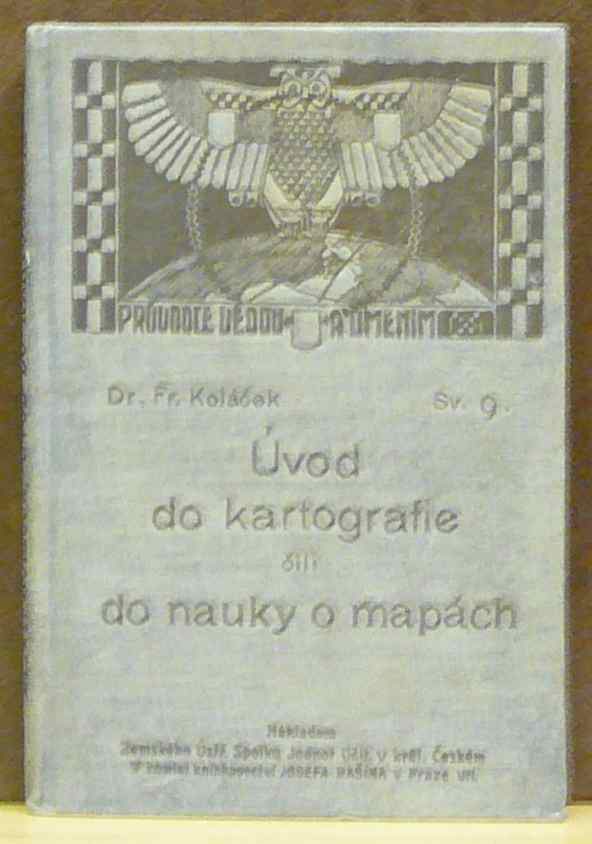 PRŮVODCE VĚDOU A UMĚNÍM
Dr. Fr. Koláček Sv. 9.
Úvod
do kartografie
čili
do nauky o mapách
Nákladem
Zemského Ústř. Spolku Jednot Učit. v král. Českém
V komisi knihkupectví JOSEFA RAŠÍNA v Praze VII.